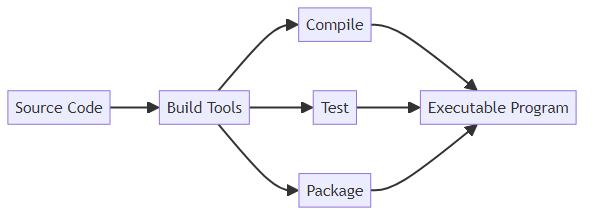 Compile
Source Code
Build Tools
Test
Executable Program
Package